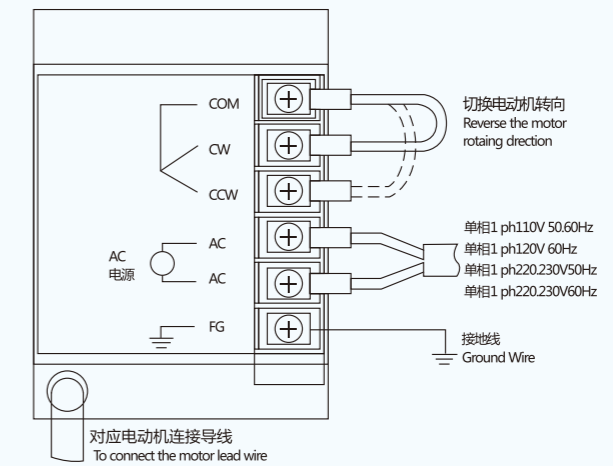 COM
CW
CCW
AC
电源
AC
AC
FG
切换电动机转向
Reverse the motor
rotaing drection
单相1 ph110V 50.60Hz
单相1 ph120V 60Hz
单相1 ph220.230V50Hz
单相1 ph220.230V60Hz
接地线
Ground Wire
对应电动机连接导线
To connect the motor lead wire